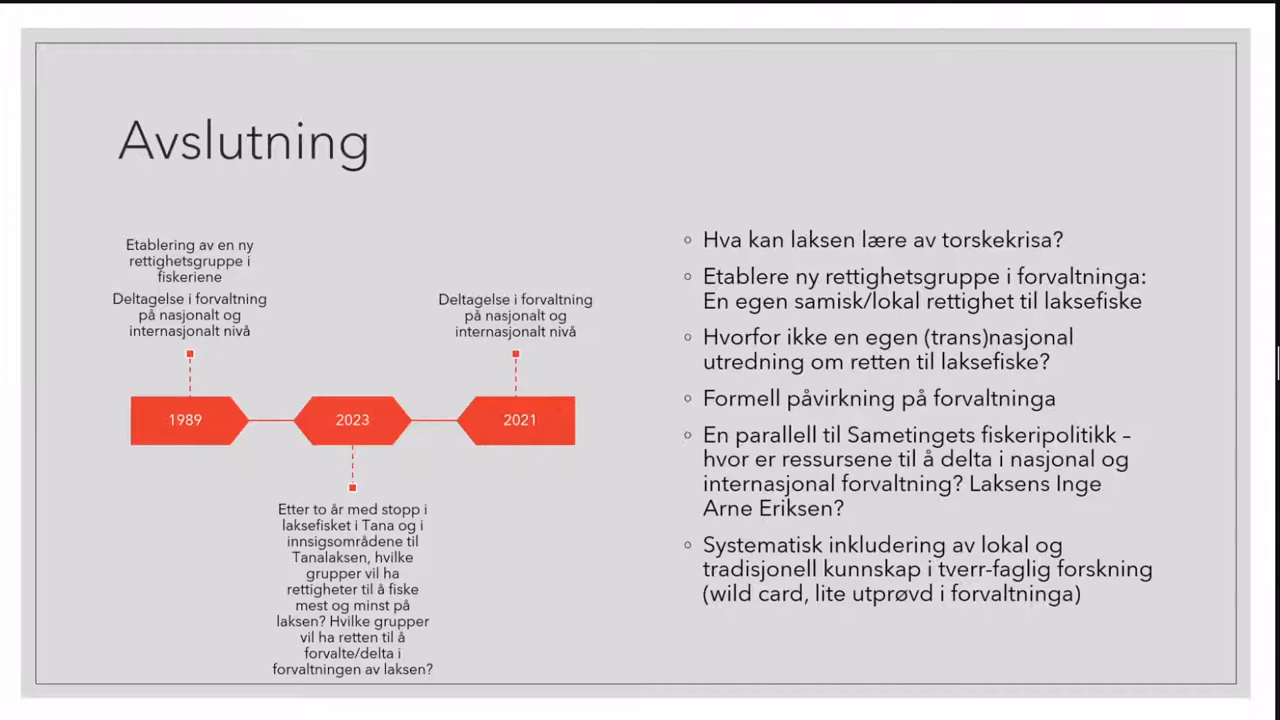 Avslutning
Etablering av en ny
rettighetsgruppe i
fiskeriene
Deltagelse i forvaltning
på nasjonalt og
internasjonalt nivå
Deltagelse i forvaltning
på nasjonalt og
internasjonalt nivå
1989
2023
2021
Etter to år med stopp i
laksefisket i Tana og i
innsigsområdene til
Tanalaksen, hvilke
grupper vil ha
rettigheter til å fiske
mest og minst på
laksen? Hvilke grupper
vil ha retten til å
forvalte/delta i
forvaltningen av laksen?
◦ Hva kan laksen lære av torskekrisa?
◦ Etablere ny rettighetsgruppe i forvaltninga:
En egen samisk/lokal rettighet til laksefiske
◦ Hvorfor ikke en egen (trans)nasjonal
utredning om retten til laksefiske?
◦ Formell påvirkning på forvaltninga
◦ En parallell til Sametingets fiskeripolitikk –
hvor er ressursene til å delta i nasjonal og
internasjonal forvaltning? Laksens Inge
Arne Eriksen?
◦ Systematisk inkludering av lokal og
tradisjonell kunnskap i tverr-faglig forskning
(wild card, lite utprøvd i forvaltninga)